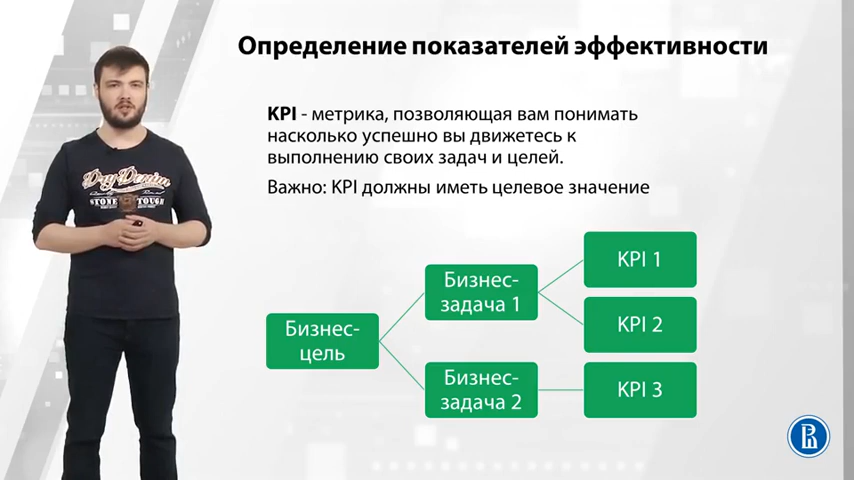 Определение показателей эффективности
KPI - метрика, позволяющая вам понимать
насколько успешно вы движетесь к
выполнению своих задач и целей.
Важно: KPI должны иметь целевое значение
Бизнес-
цель
Бизнес-
задача 1
Бизнес-
задача 2
KPI 1
KPI 2
KPI 3
Dry Denim
STONE
TOUGH